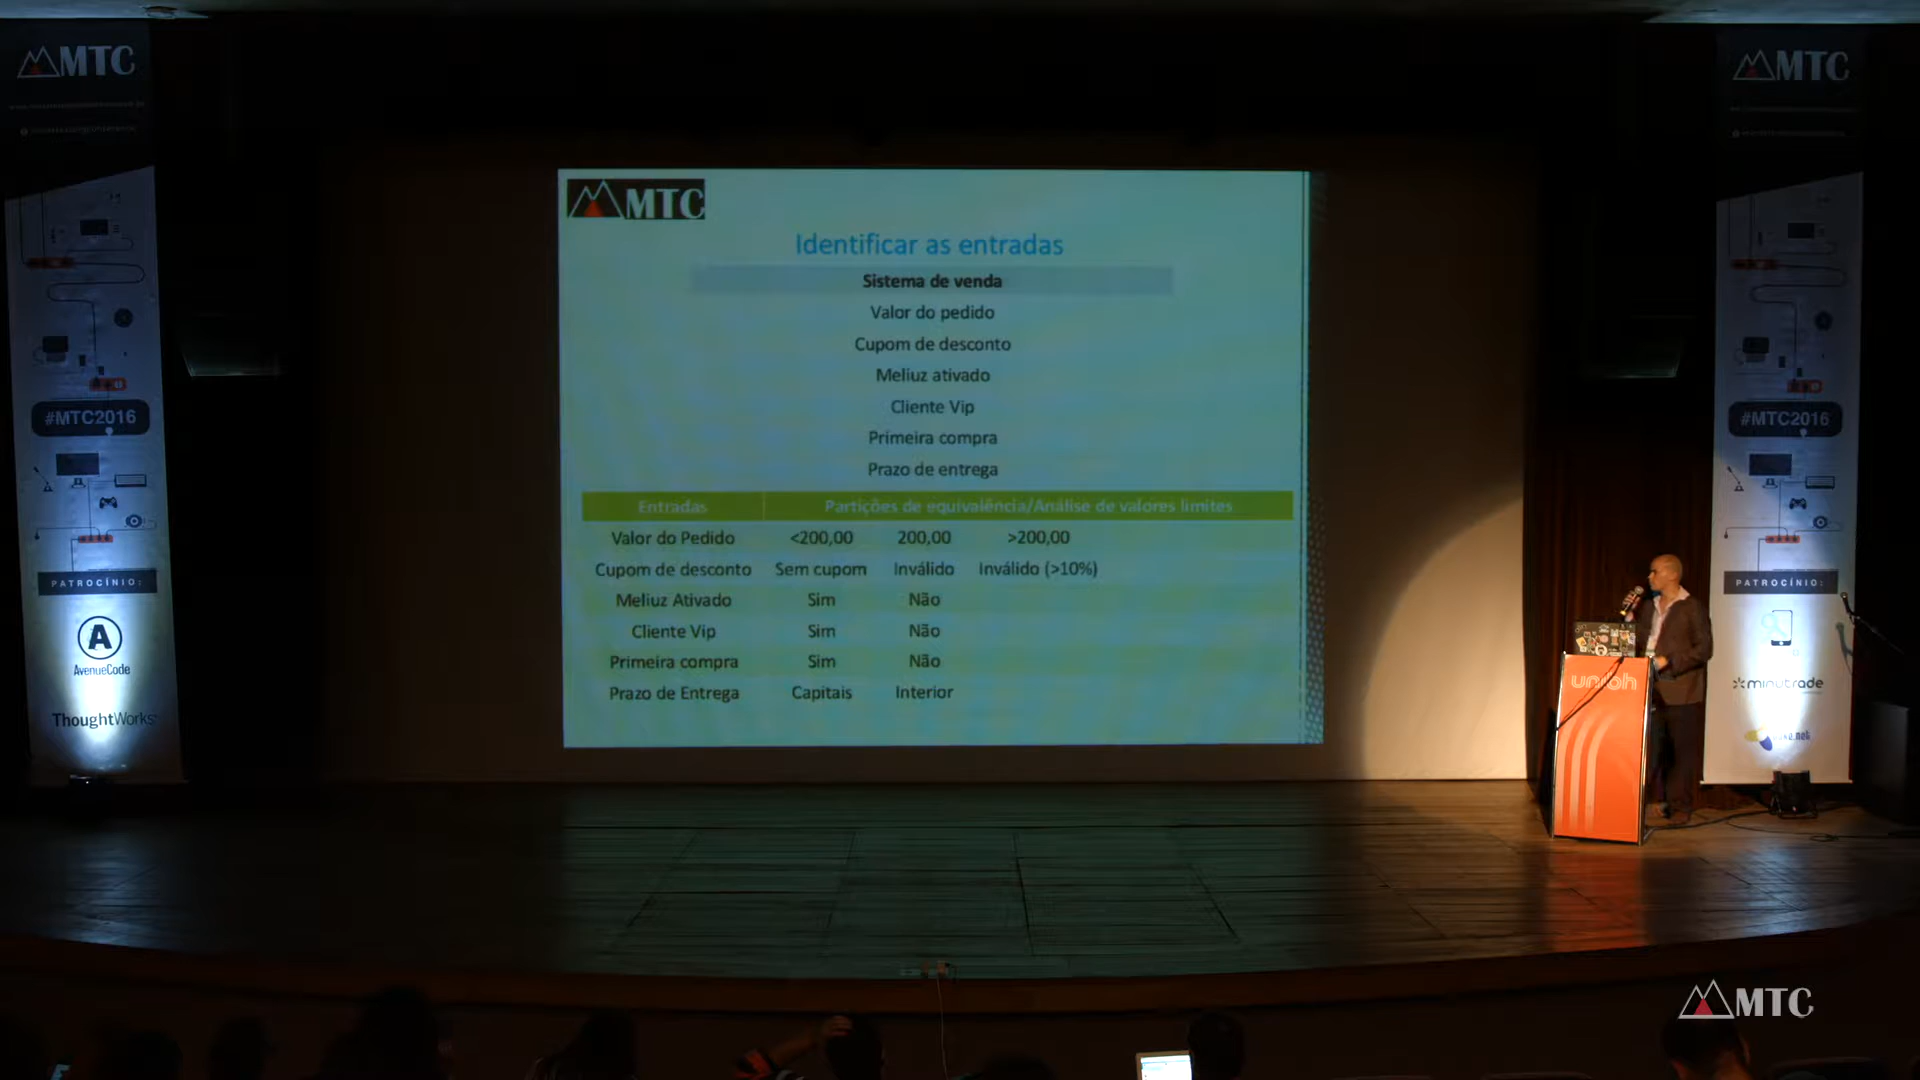 MTC
MTC
MTC
Identificar as entradas
Sistema de venda
Valor do pedido
Cupom de desconto
Meliuz ativado
Cliente Vip
Primeira compra
Prazo de entrega
Entradas Partições de equivalência/Análise de valores limites
Valor do Pedido <200,00 200,00 >200,00
Cupom de desconto Sem cupom Inválido Inválido (>10%)
Meliuz Ativado Sim Não
Cliente Vip Sim Não
Primeira compra Sim Não
Prazo de Entrega Capitais Interior
#MTC2016
PATROCÍNIO:
A
AvenueCode
ThoughtWorks
#MTC2016
PATROCÍNIO:
minutrade
unibh
MTC